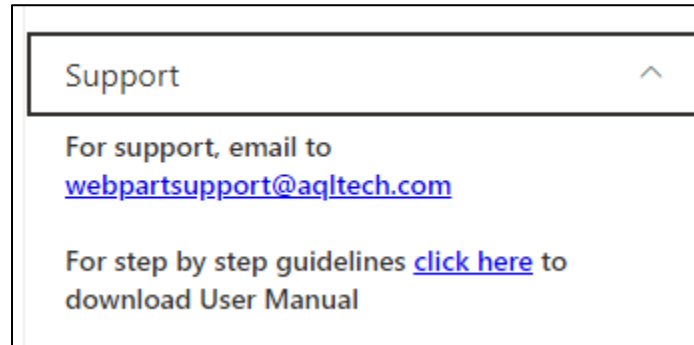 Support
For support, email to
webpartsupport@aqltech.com
For step by step guidelines click here to
download User Manual